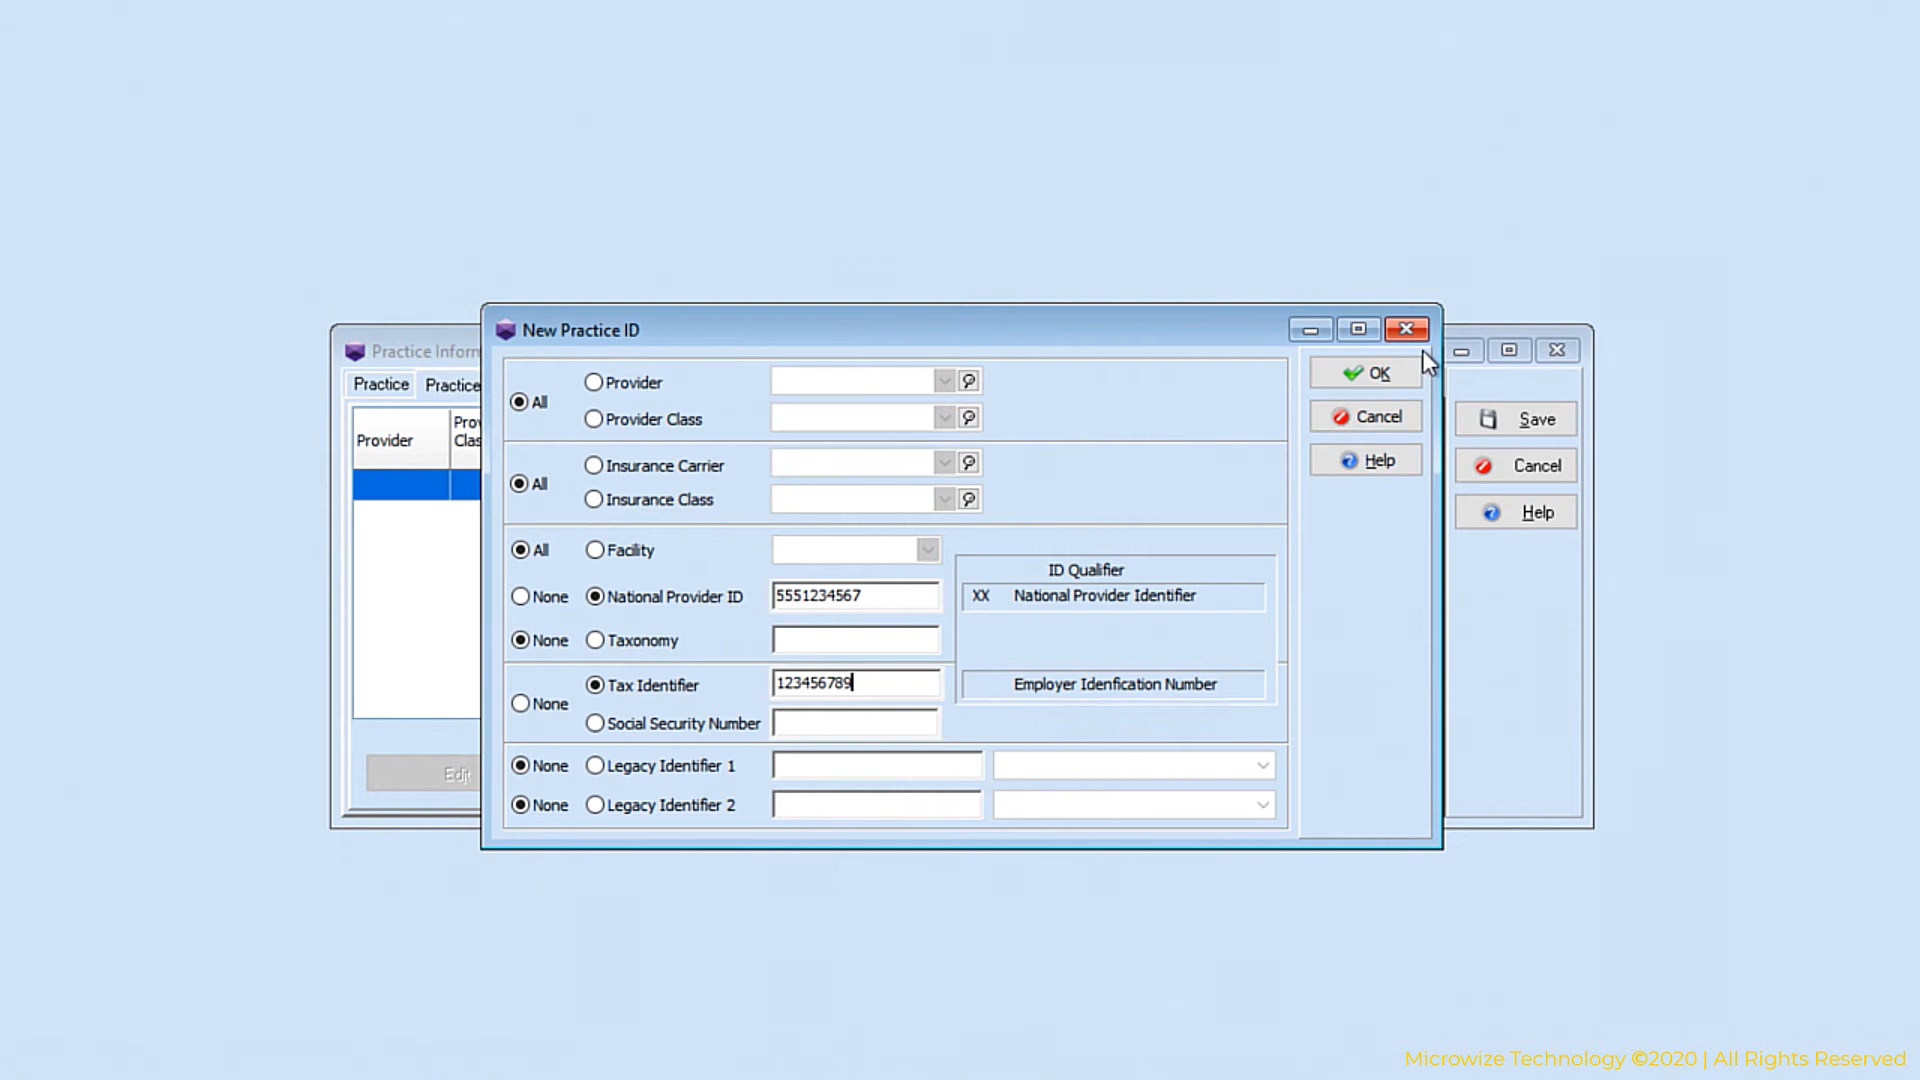 New Practice ID
Practice Inform
Practice
Practice
Provider
Prov
Clas
Edit
All
Provider
Provider Class
All
Insurance Carrier
Insurance Class
All
Facility
None
National Provider ID
5551234567
None
Taxonomy
ID Qualifier
XX National Provider Identifier
Employer Idenfication Number
None
Tax Identifier
123456789
Social Security Number
None
Legacy Identifier 1
None
Legacy Identifier 2
OK
Cancel
Help
Save
Cancel
Help
Microwize Technology ©2020 | All Rights Reserved